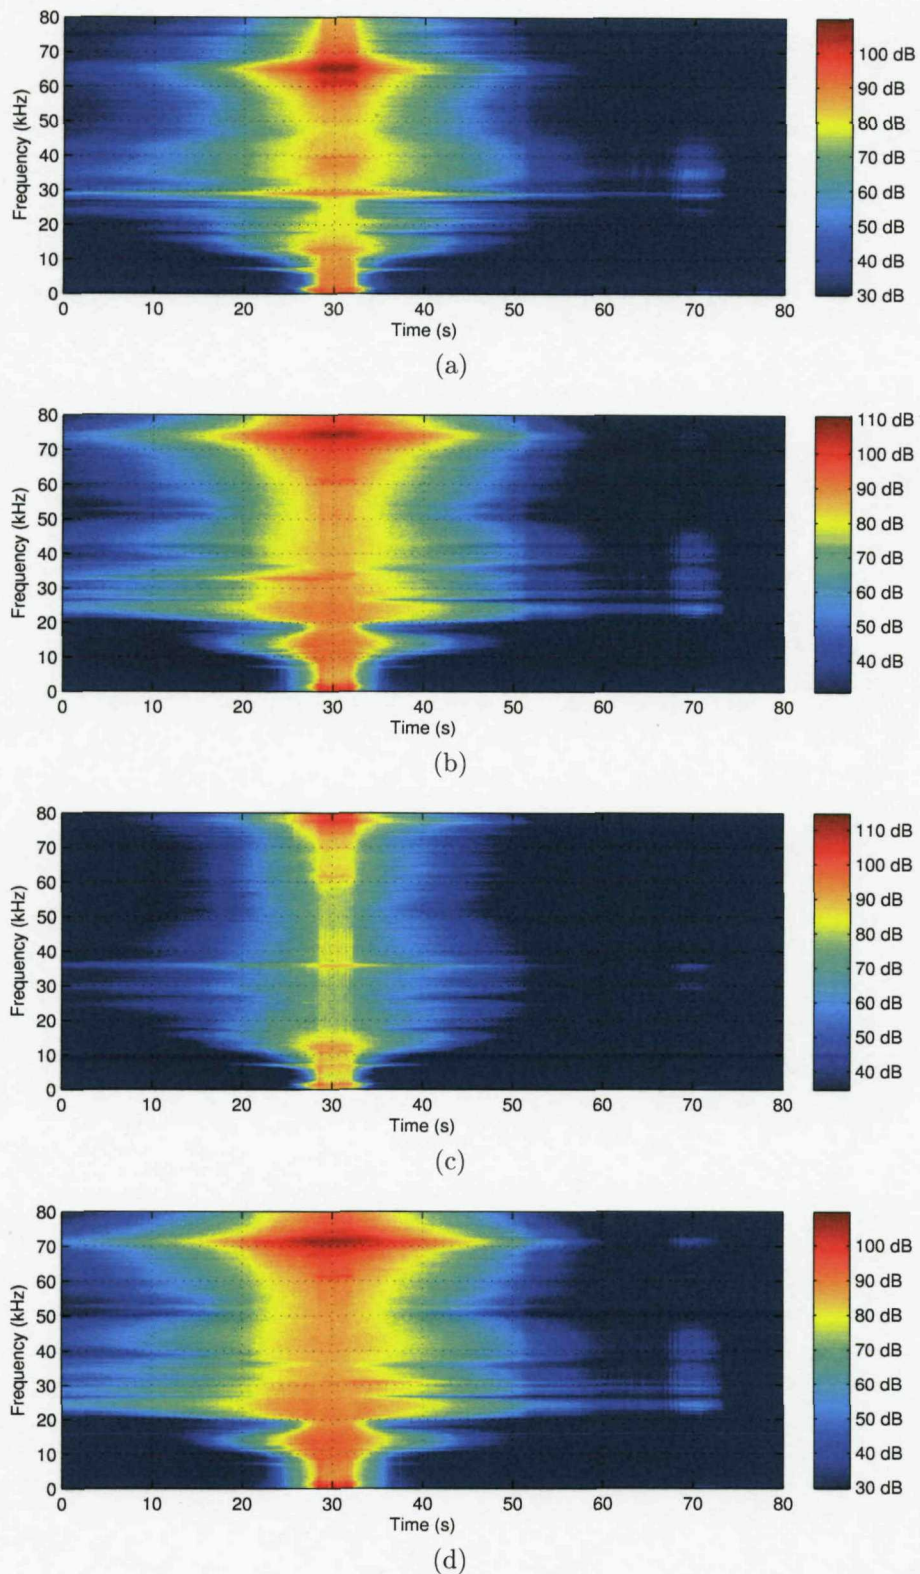 80
70
60
50
40
30
20
10
0
Frequency (kHz)
0 10 20 30 40 50 60 70 80
Time (s)
100 dB
90 dB
80 dB
70 dB
60 dB
50 dB
40 dB
30 dB
(a)
80
70
60
50
40
30
20
10
0
Frequency (kHz)
0 10 20 30 40 50 60 70 80
Time (s)
110 dB
100 dB
90 dB
80 dB
70 dB
60 dB
50 dB
40 dB
(b)
80
70
60
50
40
30
20
10
0
Frequency (kHz)
0 10 20 30 40 50 60 70 80
Time (s)
110 dB
100 dB
90 dB
80 dB
70 dB
60 dB
50 dB
40 dB
(c)
80
70
60
50
40
30
20
10
0
Frequency (kHz)
0 10 20 30 40 50 60 70 80
Time (s)
100 dB
90 dB
80 dB
70 dB
60 dB
50 dB
40 dB
30 dB
(d)